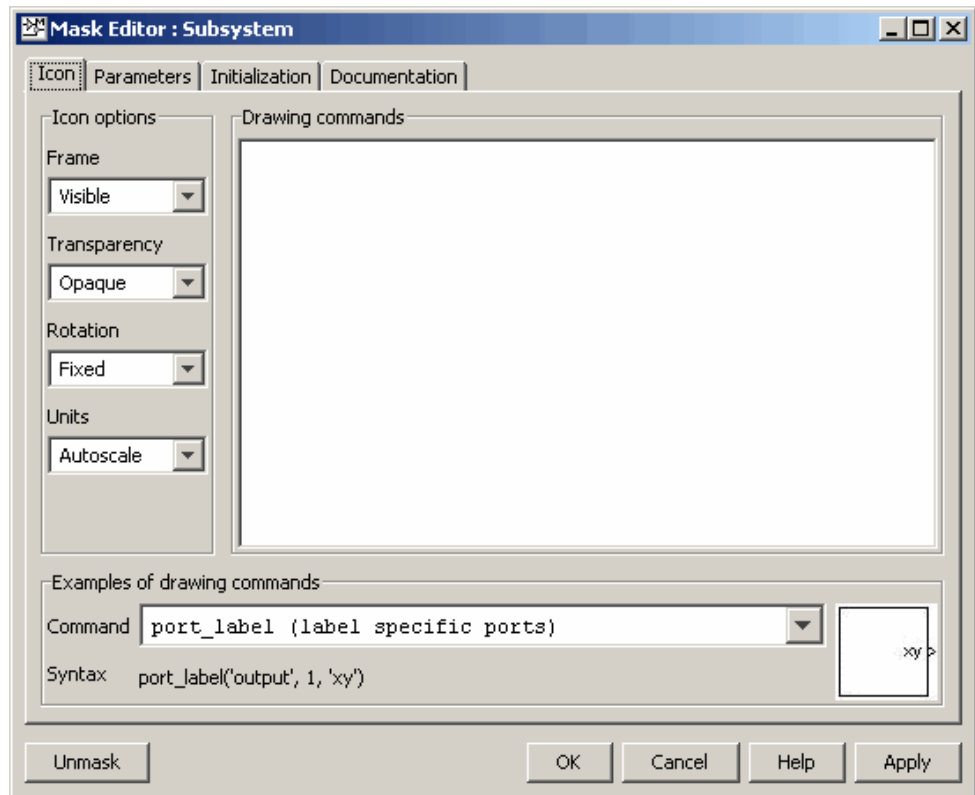 Mask Editor : Subsystem
Icon Parameters Initialization Documentation
Icon options
Drawing commands
Frame
Visible
Transparency
Opaque
Rotation
Fixed
Units
Autoscale
Examples of drawing commands
Command port_label (label specific ports)
xy
Syntax port_label('output', 1, 'xy')
Unmask OK Cancel Help Apply